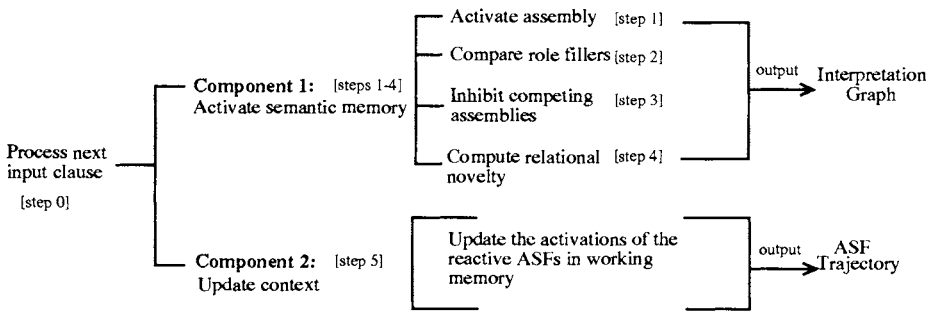 Process next
input clause
[step 0]
Component 1: [steps 1-4]
Activate semantic memory
Activate assembly [step 1]
Compare role fillers [step 2]
Inhibit competing [step 3]
assemblies
Compute relational [step 4]
novelty
output
Interpretation
Graph
Component 2: [step 5]
Update context
Update the activations of the
reactive ASFs in working
memory
output
ASF
Trajectory